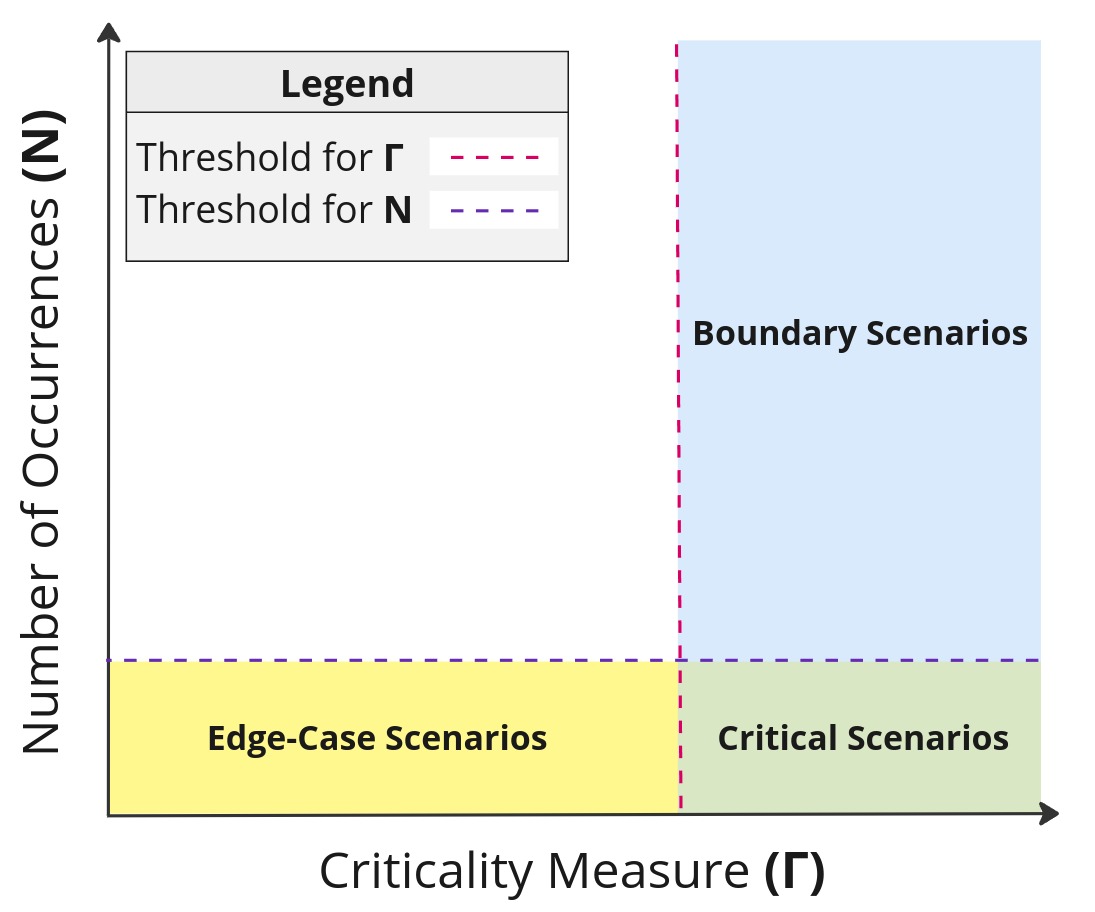 Legend
Threshold for Γ
Threshold for N
Number of Occurrences (N)
Boundary Scenarios
Edge-Case Scenarios
Critical Scenarios
Criticality Measure (Γ)